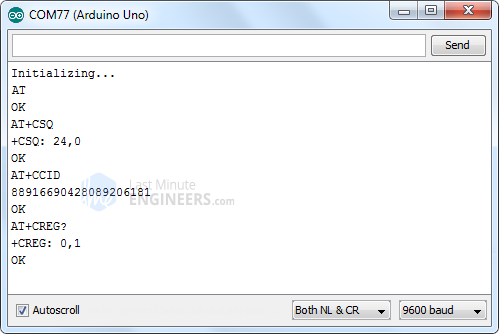 COM77 (Arduino Uno)
Send
Initializing...
AT
OK
AT+CSQ
+CSQ: 24,0
OK
AT+CCID
88916690428089206181
Last Minute
ENGINEERS.com
OK
AT+CREG?
+CREG: 0,1
OK
Autoscroll
Both NL & CR
9600 baud